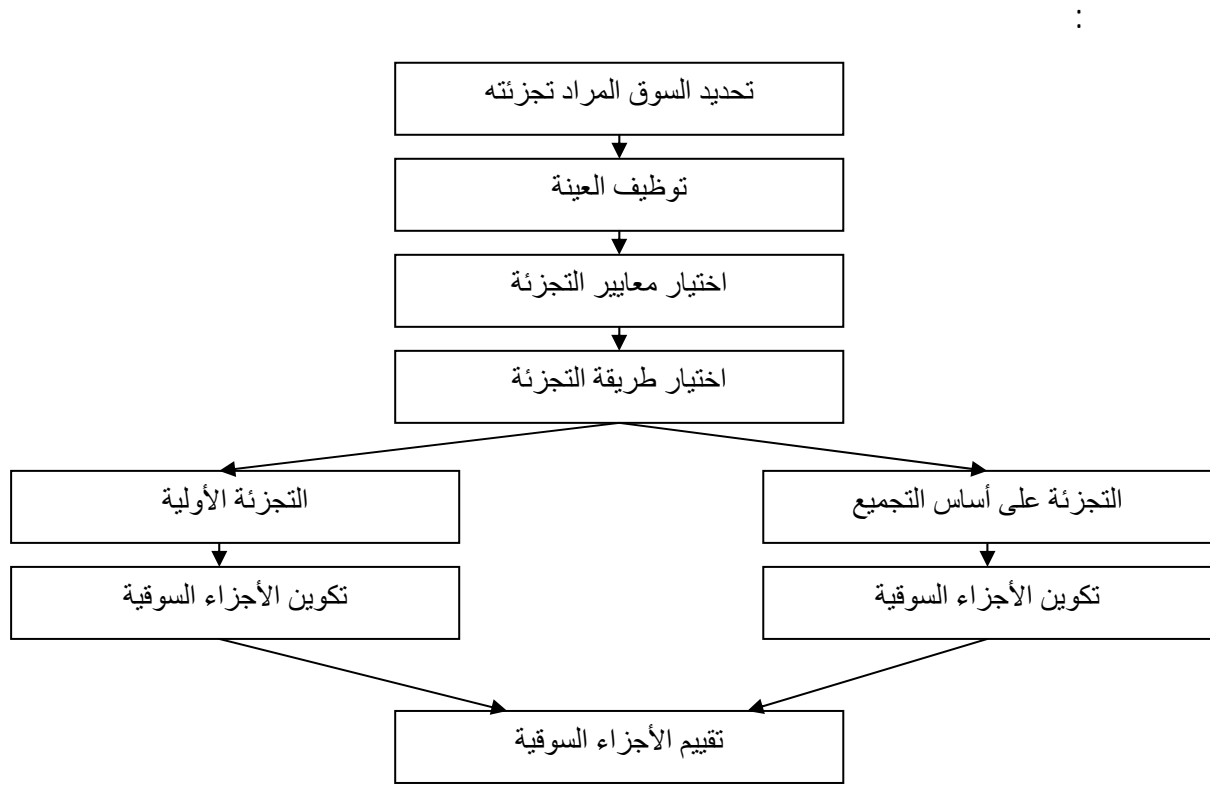 :
تحديد السوق المراد تجزئته
توظيف العينة
اختيار معايير التجزئة
اختيار طريقة التجزئة
التجزئة على أساس التجميع
التجزئة الأولية
تكوين الأجزاء السوقية
تكوين الأجزاء السوقية
تقييم الأجزاء السوقية